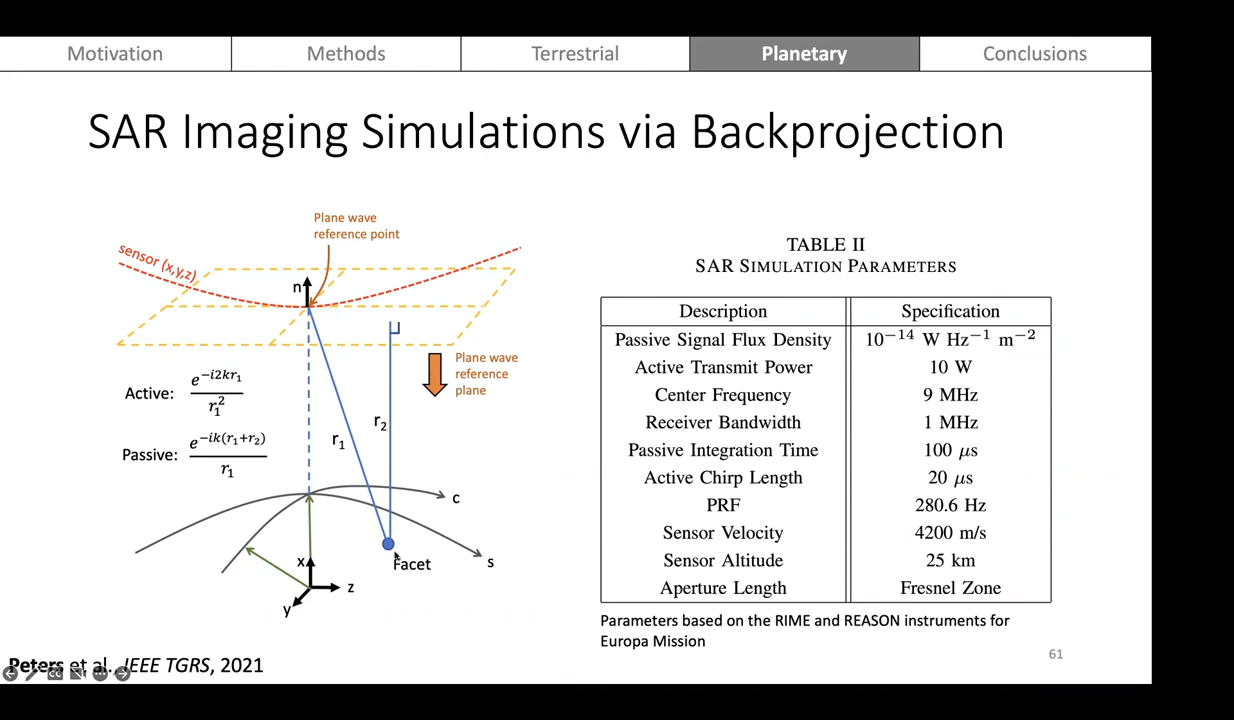 Motivation Methods Terrestrial Planetary Conclusions
SAR Imaging Simulations via Backprojection
Plane wave
reference point
sensor (x,y,z)
n
Plane wave
reference
plane
Active: e^{-i2kr_1} / r_1^2
Passive: e^{-ik(r_1+r_2)} / r_1
r_1
r_2
c
s
x
z
y
Facet
TABLE II
SAR SIMULATION PARAMETERS
Description Specification
Passive Signal Flux Density 10^{−14} W Hz^{−1} m^{−2}
Active Transmit Power 10 W
Center Frequency 9 MHz
Receiver Bandwidth 1 MHz
Passive Integration Time 100 μs
Active Chirp Length 20 μs
PRF 280.6 Hz
Sensor Velocity 4200 m/s
Sensor Altitude 25 km
Aperture Length Fresnel Zone
Parameters based on the RIME and REASON instruments for
Europa Mission
61
Peters et al., IEEE TGRS, 2021